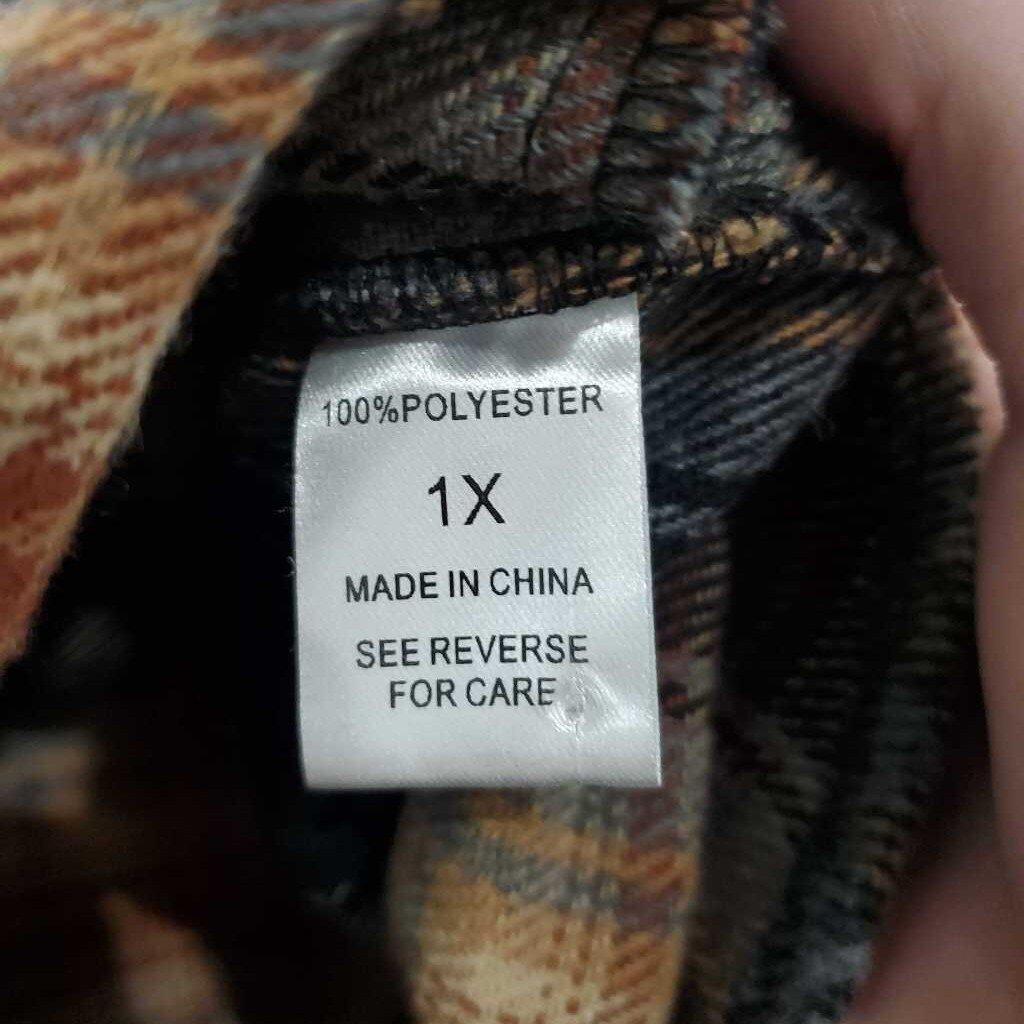 100%POLYESTER
1X
MADE IN CHINA
SEE REVERSE
FOR CARE